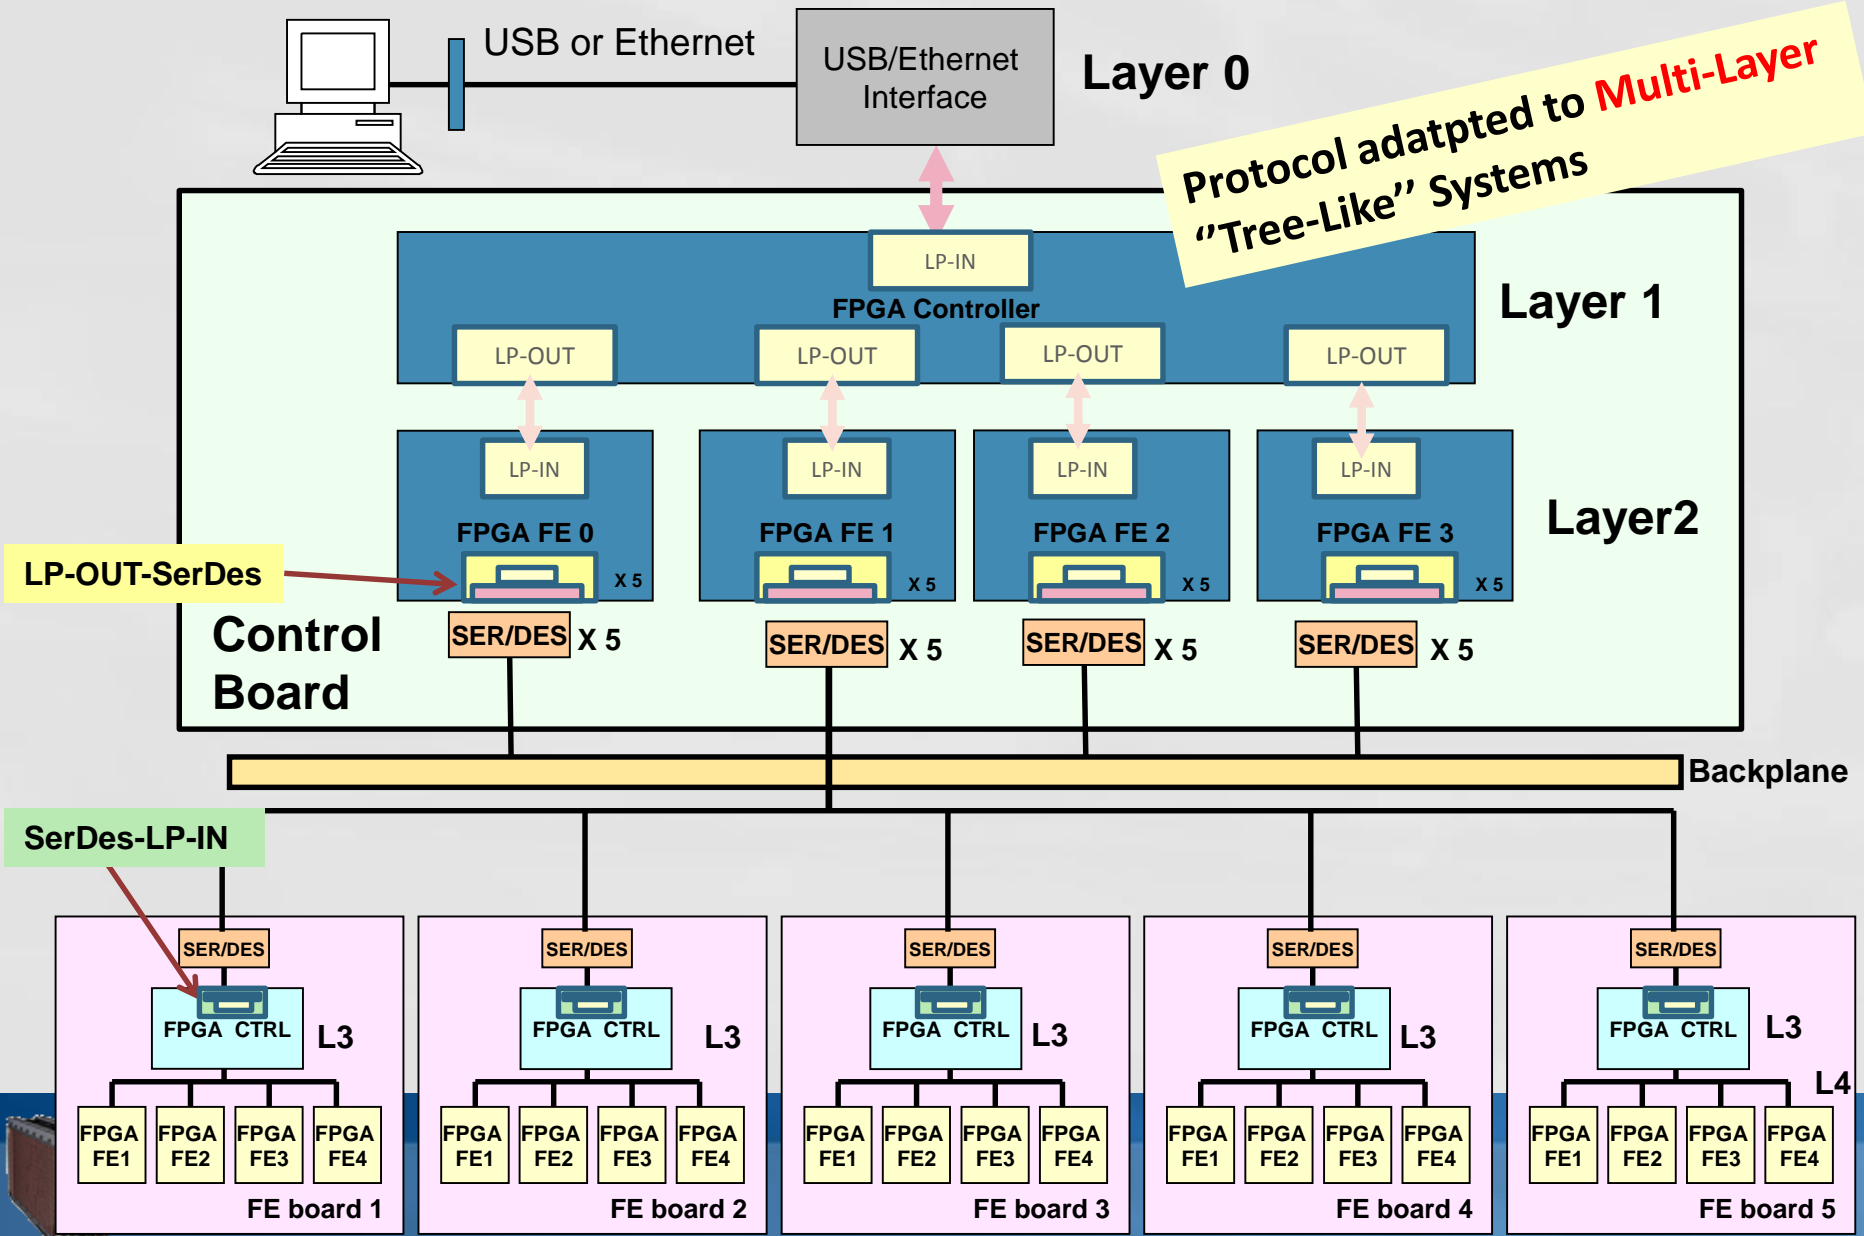 USB or Ethernet
USB/Ethernet
Interface
Layer 0
Protocol adatpted to Multi-Layer
‘’Tree-Like’’ Systems
LP-IN
FPGA Controller
Layer 1
LP-OUT
LP-OUT
LP-OUT
LP-OUT
LP-IN
LP-IN
LP-IN
LP-IN
FPGA FE 0
FPGA FE 1
FPGA FE 2
FPGA FE 3
Layer2
LP-OUT-SerDes
X 5
X 5
X 5
X 5
Control
Board
SER/DES
X 5
SER/DES
X 5
SER/DES
X 5
SER/DES
X 5
Backplane
SerDes-LP-IN
SER/DES
SER/DES
SER/DES
SER/DES
SER/DES
FPGA CTRL
L3
FPGA CTRL
L3
FPGA CTRL
L3
FPGA CTRL
L3
FPGA CTRL
L3
L4
FPGA
FE1
FPGA
FE2
FPGA
FE3
FPGA
FE4
FPGA
FE1
FPGA
FE2
FPGA
FE3
FPGA
FE4
FPGA
FE1
FPGA
FE2
FPGA
FE3
FPGA
FE4
FPGA
FE1
FPGA
FE2
FPGA
FE3
FPGA
FE4
FPGA
FE1
FPGA
FE2
FPGA
FE3
FPGA
FE4
FE board 1
FE board 2
FE board 3
FE board 4
FE board 5